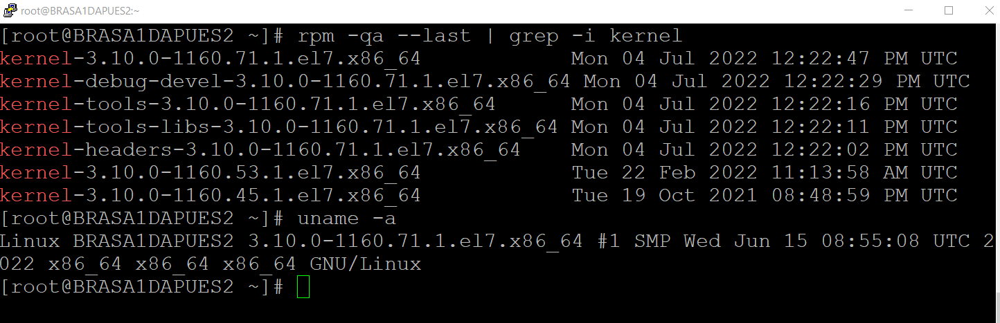 root@BRASA1DAPUES2:~
[root@BRASA1DAPUES2 ~]# rpm -qa --last | grep -i kernel
kernel-3.10.0-1160.71.1.el7.x86_64            Mon 04 Jul 2022 12:22:47 PM UTC
kernel-debug-devel-3.10.0-1160.71.1.el7.x86_64 Mon 04 Jul 2022 12:22:29 PM UTC
kernel-tools-3.10.0-1160.71.1.el7.x86_64      Mon 04 Jul 2022 12:22:16 PM UTC
kernel-tools-libs-3.10.0-1160.71.1.el7.x86_64 Mon 04 Jul 2022 12:22:11 PM UTC
kernel-headers-3.10.0-1160.71.1.el7.x86_64    Mon 04 Jul 2022 12:22:02 PM UTC
kernel-3.10.0-1160.53.1.el7.x86_64            Tue 22 Feb 2022 11:13:58 AM UTC
kernel-3.10.0-1160.45.1.el7.x86_64            Tue 19 Oct 2021 08:48:59 PM UTC
[root@BRASA1DAPUES2 ~]# uname -a
Linux BRASA1DAPUES2 3.10.0-1160.71.1.el7.x86_64 #1 SMP Wed Jun 15 08:55:08 UTC 2
022 x86_64 x86_64 x86_64 GNU/Linux
[root@BRASA1DAPUES2 ~]#